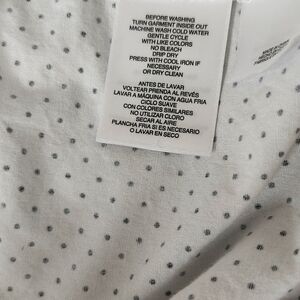 BEFORE WASHING
TURN GARMENT INSIDE OUT
MACHINE WASH COLD WATER
GENTLE CYCLE
WITH LIKE COLORS
NO BLEACH
DRIP DRY
PRESS WITH COOL IRON IF
NECESSARY
OR DRY CLEAN
ANTES DE LAVAR
VOLTEAR PRENDA AL REVÉS
LAVAR A MÁQUINA CON AGUA FRIA
CICLO SUAVE
CON COLORES SIMILARES
NO UTILIZAR CLORO
SECAR AL AIRE
PLANCHA FRIA SI ES NECESARIO
O LAVAR EN SECO